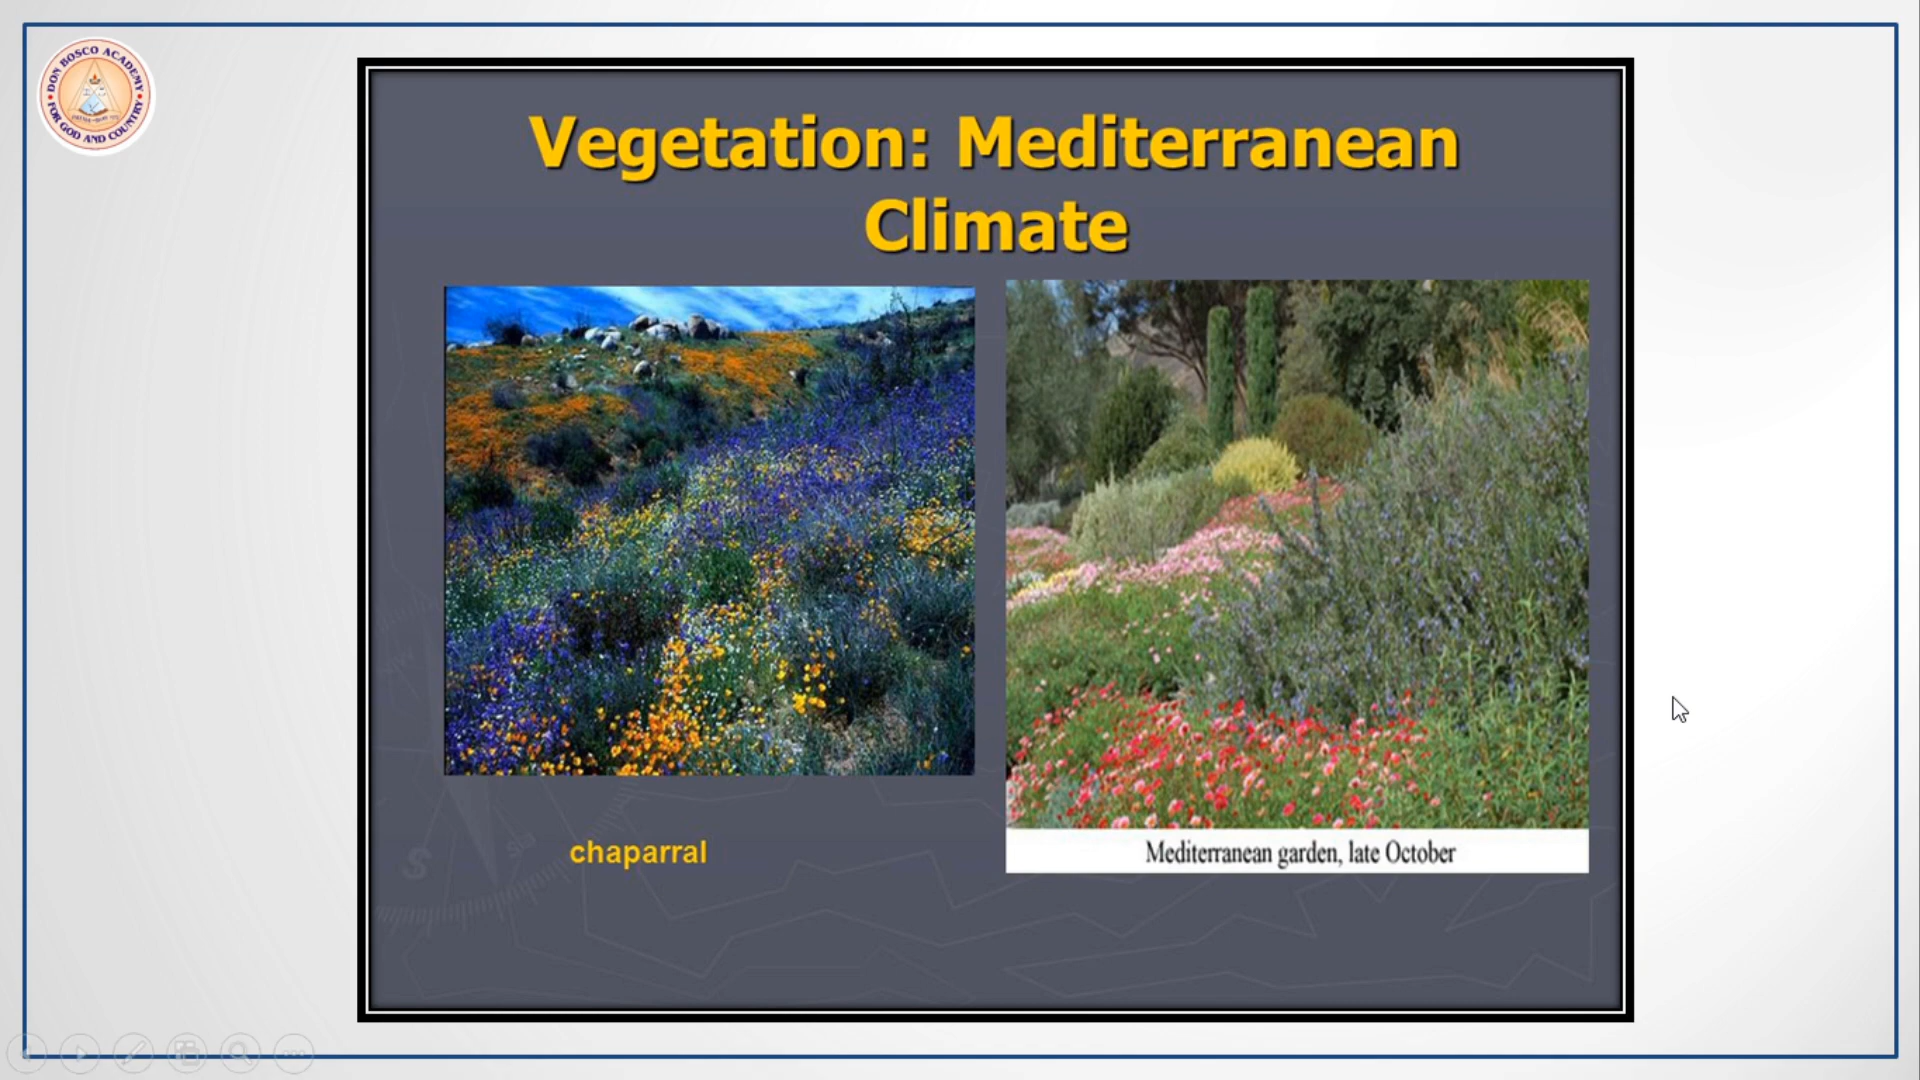 DON BOSCO ACADEMY
FOR GOD AND COUNTRY
Vegetation: Mediterranean
Climate
chaparral
Mediterranean garden, late October